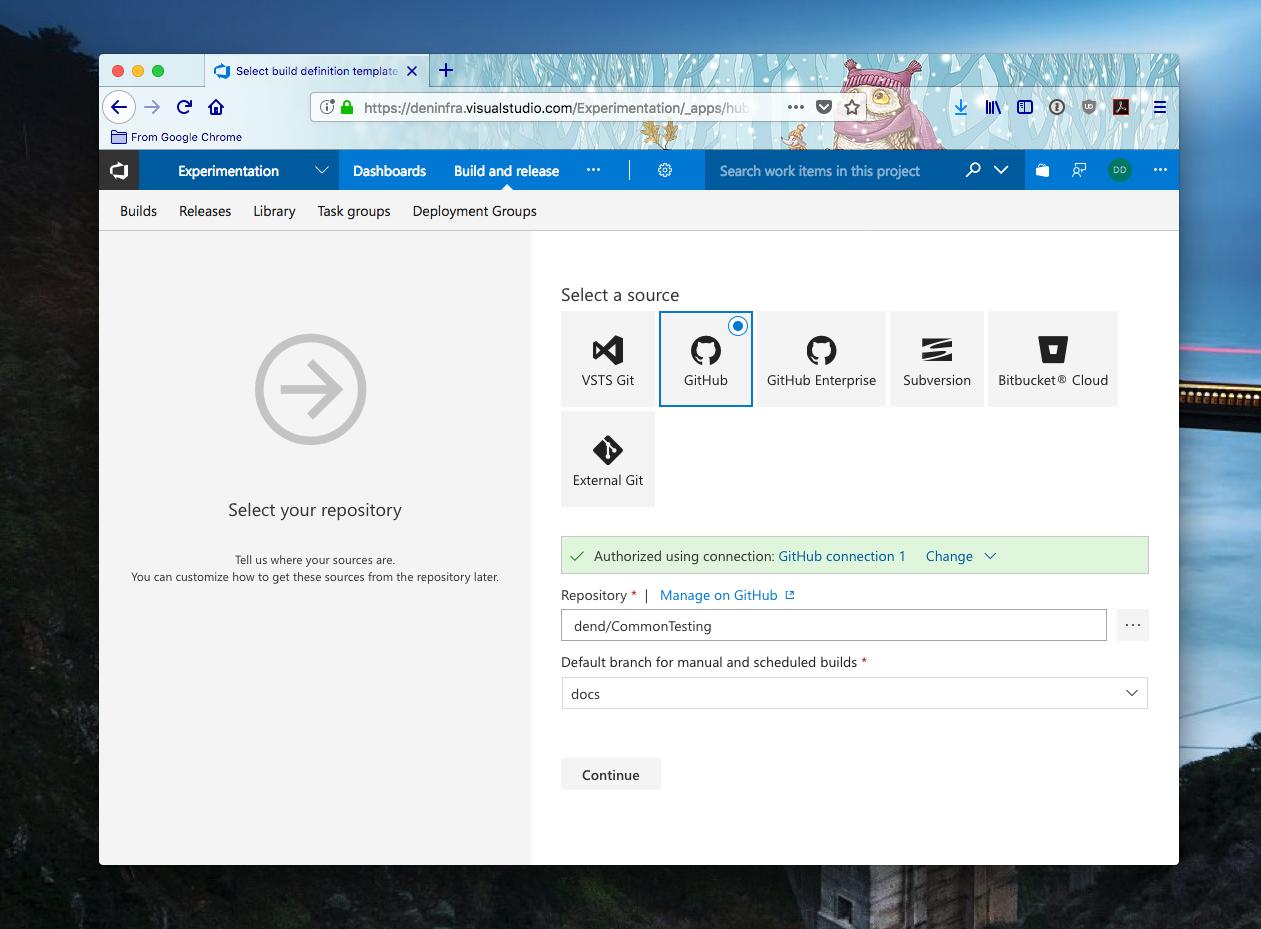 Select build definition template
https://deninfra.visualstudio.com/Experimentation/_apps/hub
From Google Chrome
Experimentation
Dashboards
Build and release
Search work items in this project
DD
Builds
Releases
Library
Task groups
Deployment Groups
Select your repository
Tell us where your sources are.
You can customize how to get these sources from the repository later.
Select a source
VSTS Git
GitHub
GitHub Enterprise
Subversion
Bitbucket® Cloud
External Git
Authorized using connection: GitHub connection 1 Change
Repository * | Manage on GitHub
dend/CommonTesting
Default branch for manual and scheduled builds *
docs
Continue